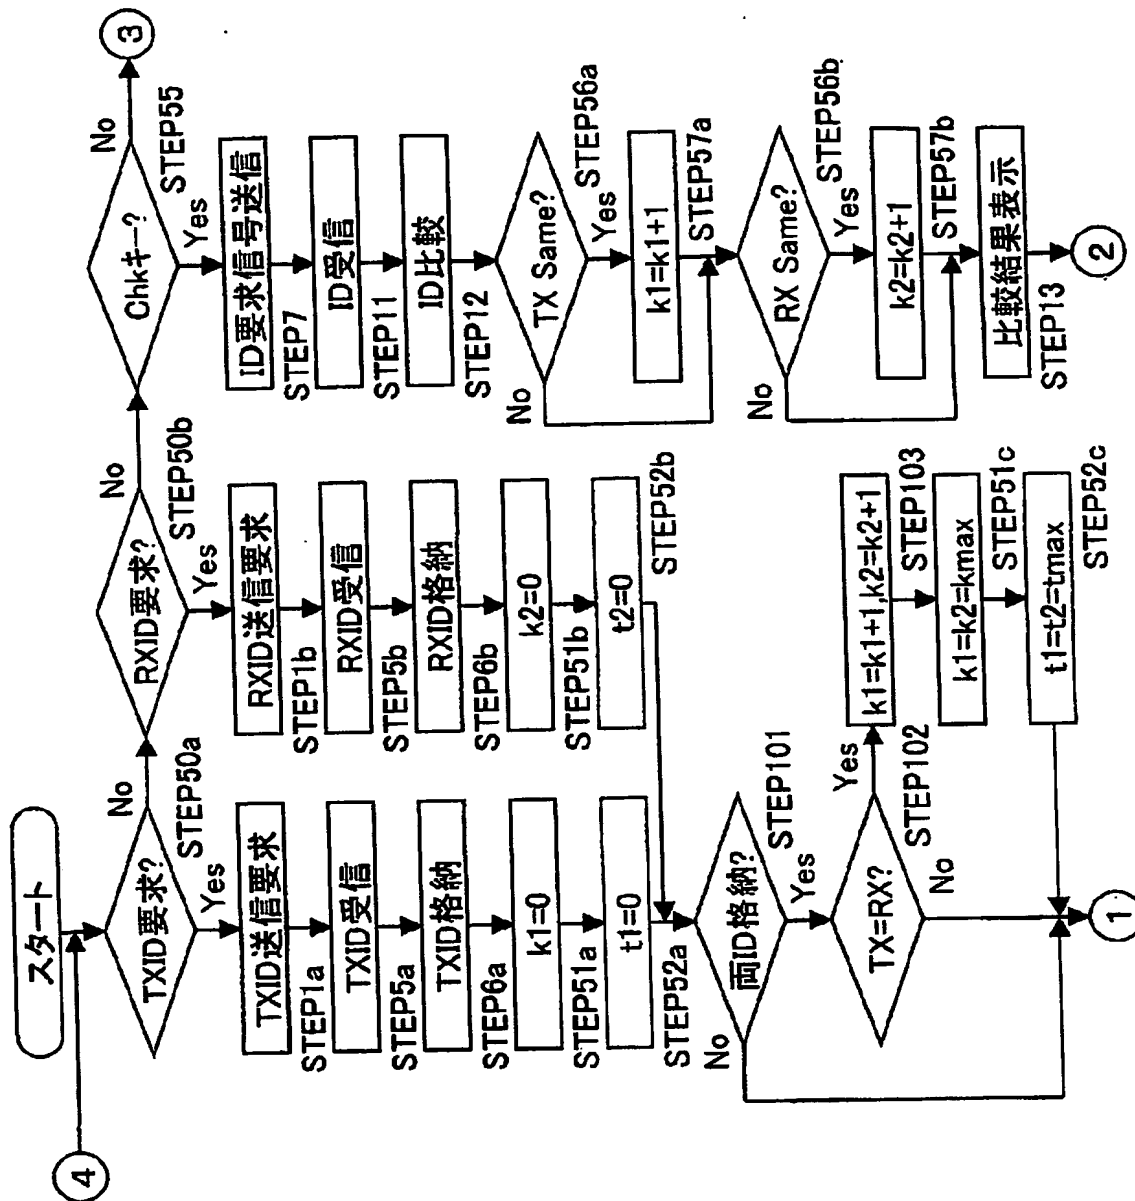 スタート
④
TXID要求?
STEP50a
No
Yes
TXID送信要求
STEP1a
TXID受信
STEP5a
TXID格納
STEP6a
k1=0
STEP51a
t1=0
STEP52a
RXID要求?
STEP50b
No
Yes
RXID送信要求
STEP1b
RXID受信
STEP5b
RXID格納
STEP6b
k2=0
STEP51b
t2=0
STEP52b
両ID格納?
STEP101
No
Yes
TX=RX?
STEP102
Yes
No
k1=k1+1,k2=k2+1
STEP103
k1=k2=kmax
STEP51c
t1=t2=tmax
STEP52c
①
Chkキー?
STEP55
No
③
Yes
ID要求信号送信
STEP7
ID受信
STEP11
ID比較
STEP12
TX Same?
STEP56a
No
Yes
k1=k1+1
STEP57a
RX Same?
STEP56b
No
Yes
k2=k2+1
STEP57b
比較結果表示
STEP13
②